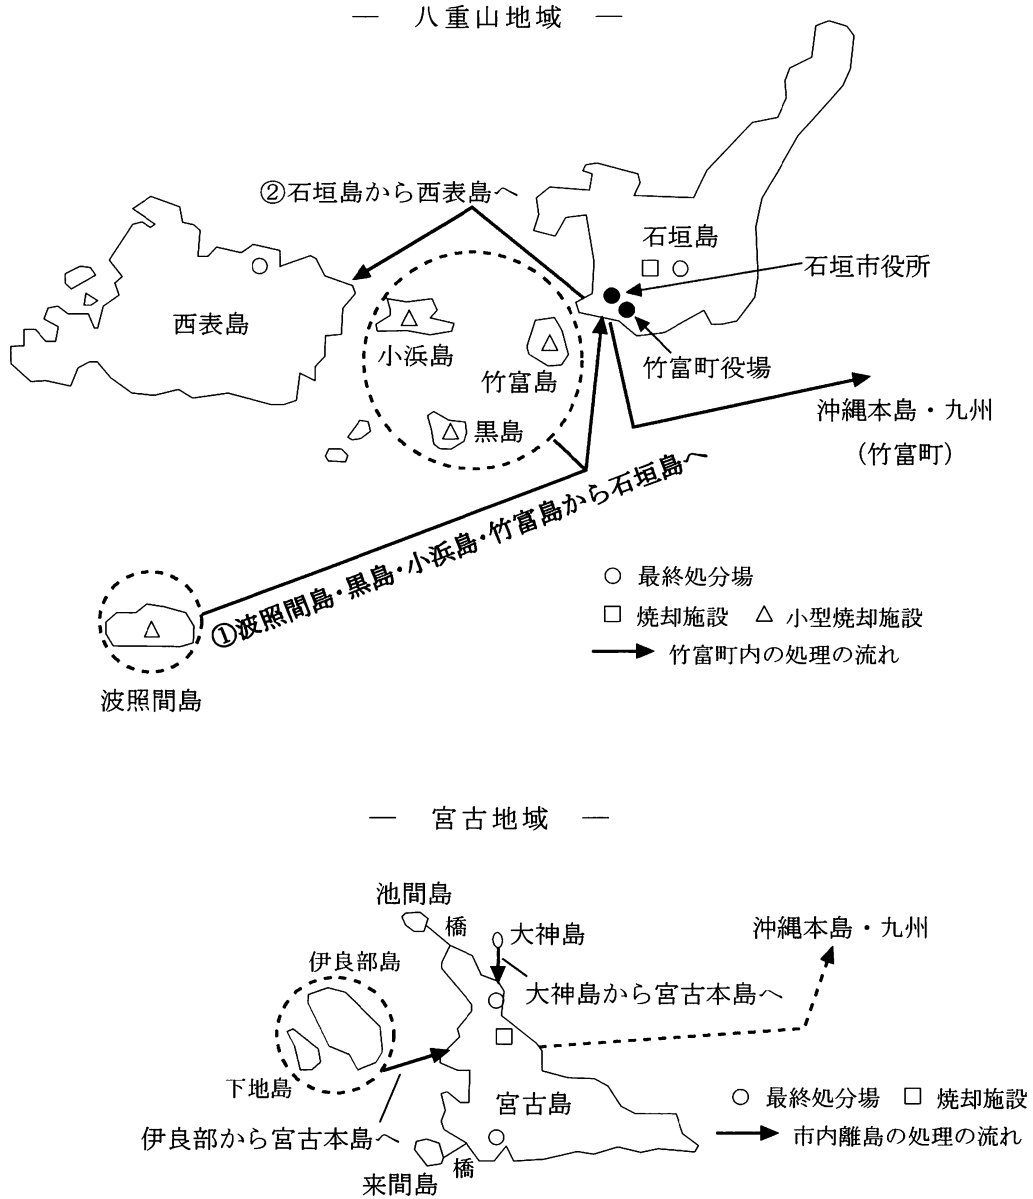 ― 八重山地域 ―
②石垣島から西表島へ
石垣島
石垣市役所
西表島
小浜島
竹富島
竹富町役場
黒島
沖縄本島・九州
(竹富町)
①波照間島・黒島・小浜島・竹富島から石垣島へ
○ 最終処分場
□ 焼却施設 △ 小型焼却施設
竹富町内の処理の流れ
波照間島
― 宮古地域 ―
池間島
橋
大神島
沖縄本島・九州
伊良部島
大神島から宮古本島へ
下地島
宮古島
○ 最終処分場 □ 焼却施設
伊良部から宮古本島へ
市内離島の処理の流れ
橋
来間島